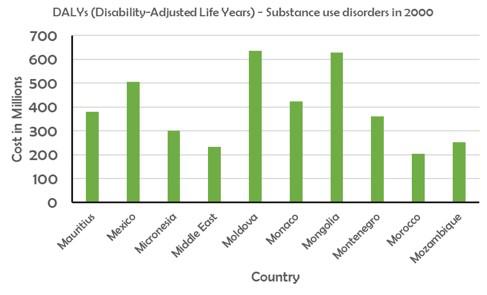 DALYs (Disability-Adjusted Life Years) - Substance use disorders in 2000
700
600
500
400
300
200
100
0
Cost in Millions
Mauritius
Mexico
Micronesia
Middle East
Moldova
Monaco
Mongolia
Montenegro
Morocco
Mozambique
Country